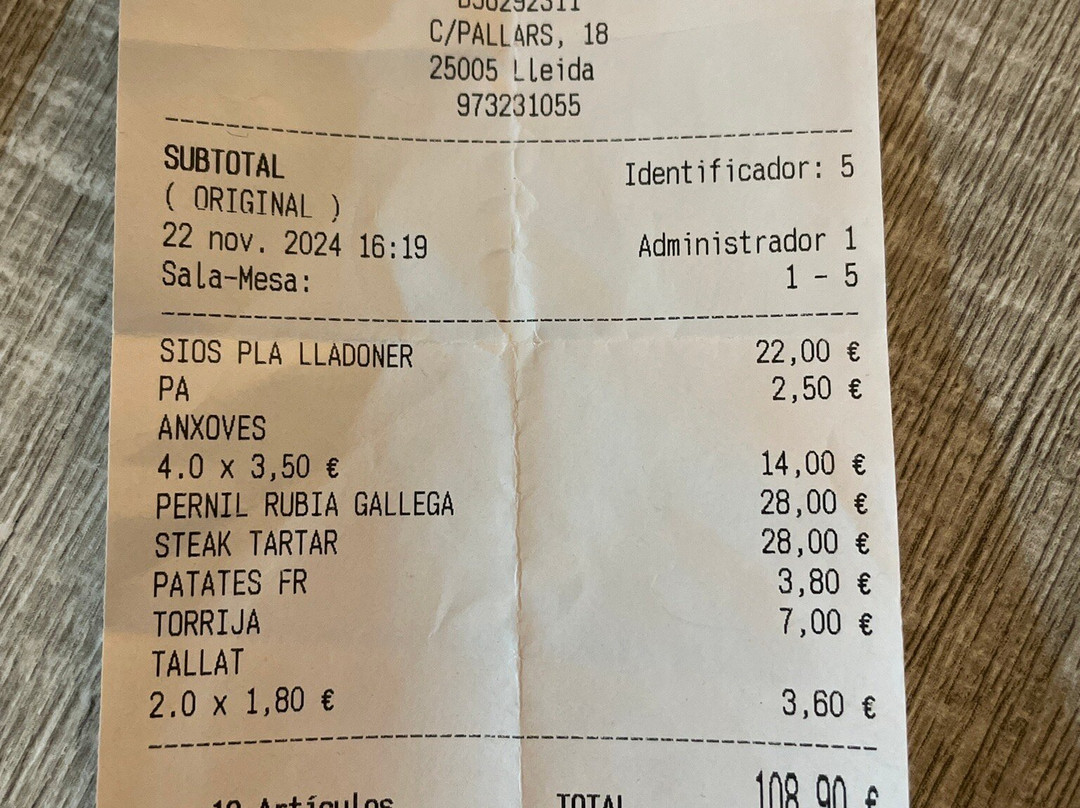 C/PALLARS, 18
25005 Lleida
973231055
SUBTOTAL Identificador: 5
( ORIGINAL )
22 nov. 2024 16:19 Administrador 1
Sala-Mesa: 1 - 5
SIOS PLA LLADONER 22,00 €
PA 2,50 €
ANXOVES
4.0 x 3,50 € 14,00 €
PERNIL RUBIA GALLEGA 28,00 €
STEAK TARTAR 28,00 €
PATATES FR 3,80 €
TORRIJA 7,00 €
TALLAT
2.0 x 1,80 € 3,60 €
Artículos TOTAL 108,90 €